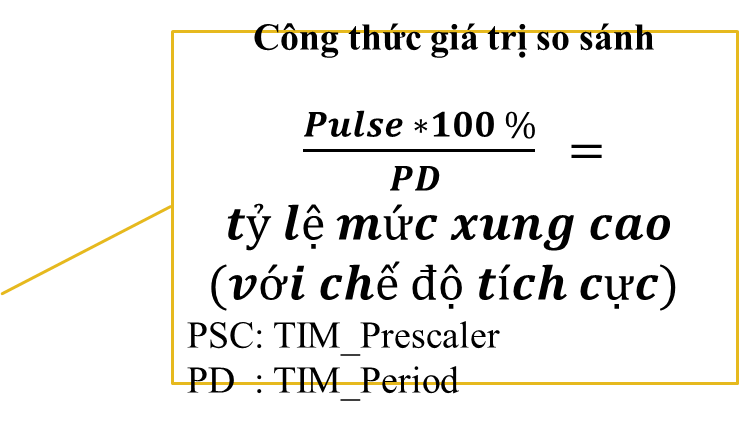 Công thức giá trị so sánh
Pulse *100 %
PD
=
tỷ lệ mức xung cao
(với chế độ tích cực)
PSC: TIM_Prescaler
PD : TIM_Period